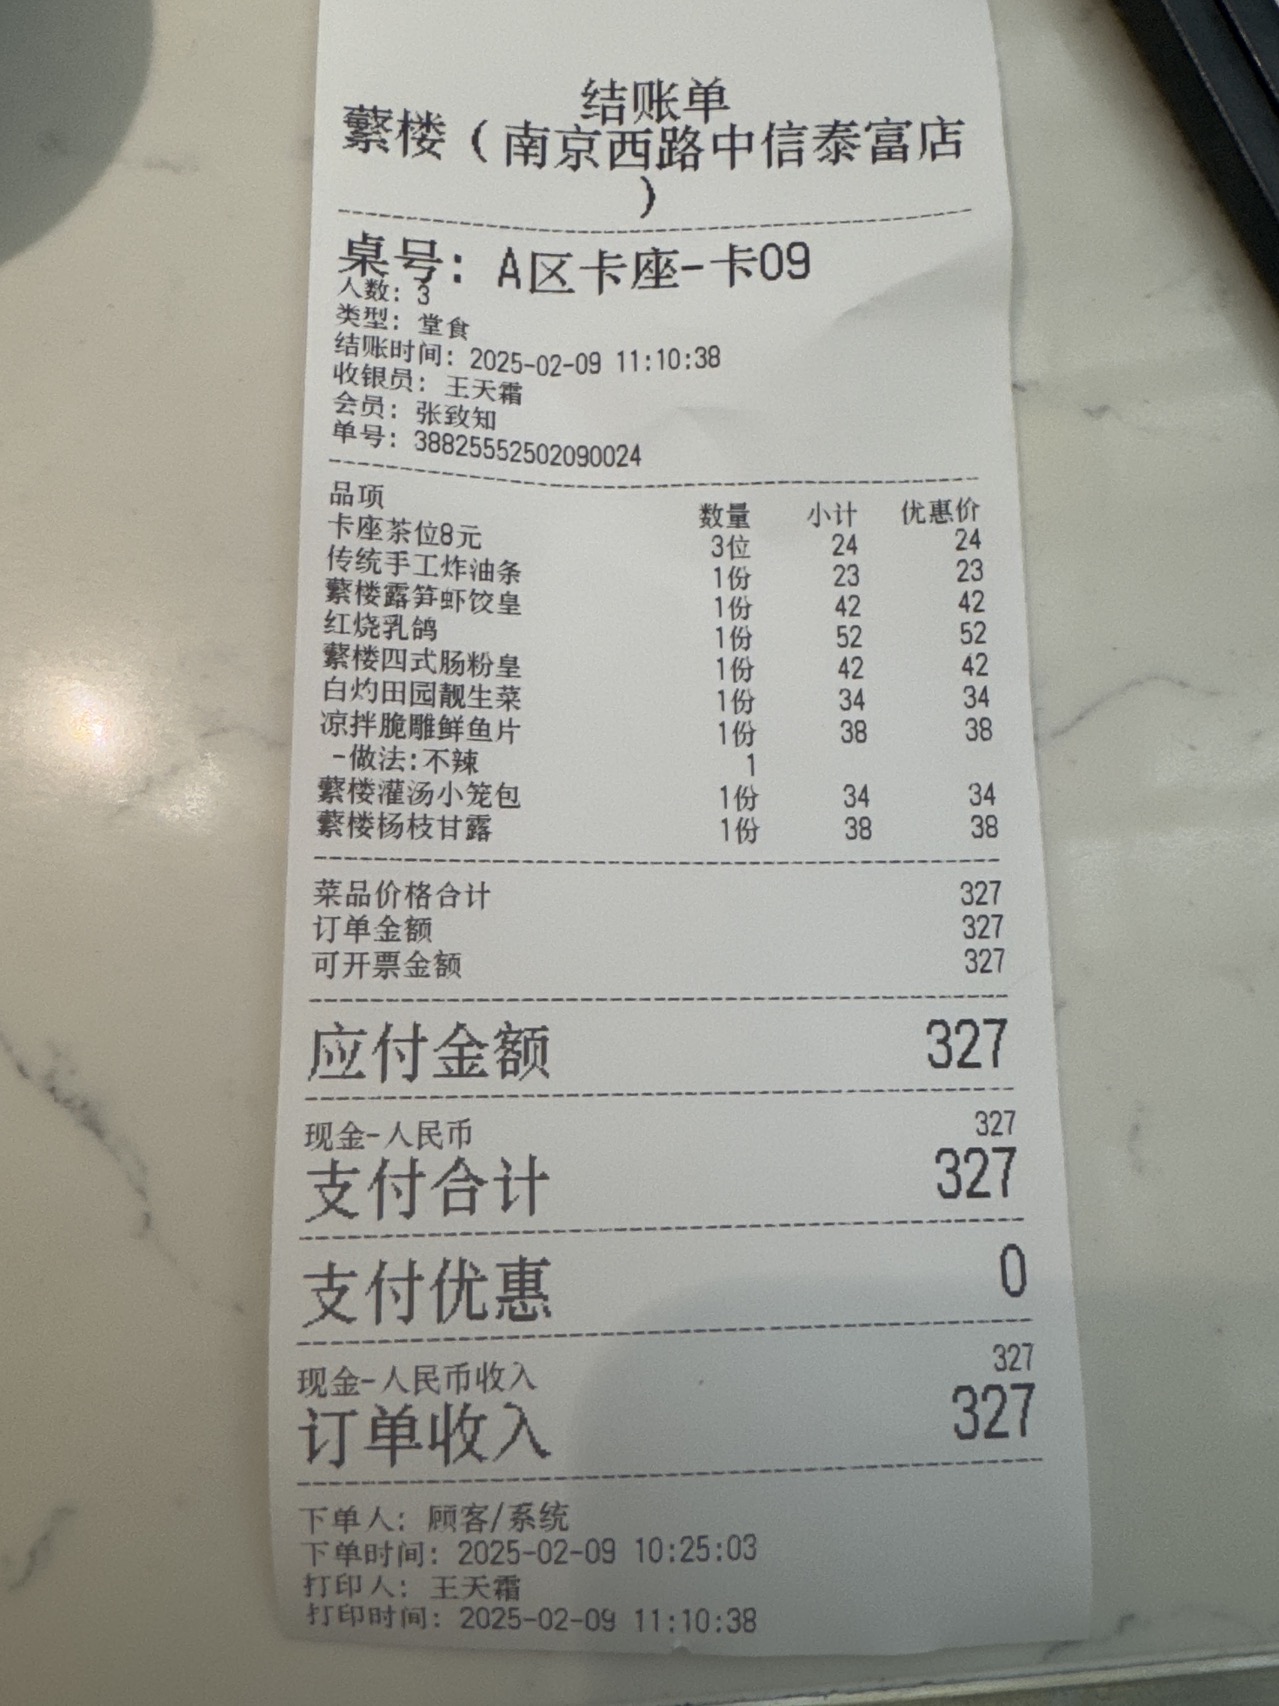 结账单
蘩楼（南京西路中信泰富店
）
桌号：A区卡座-卡09
人数：3
类型：堂食
结账时间：2025-02-09 11:10:38
收银员：王天霜
会员：张致知
单号：38825552502090024
品项 数量 小计 优惠价
卡座茶位8元 3位 24 24
传统手工炸油条 1份 23 23
蘩楼露笋虾饺皇 1份 42 42
红烧乳鸽 1份 52 52
蘩楼四式肠粉皇 1份 42 42
白灼田园靓生菜 1份 34 34
凉拌脆雕鲜鱼片 1份 38 38
-做法:不辣 1
蘩楼灌汤小笼包 1份 34 34
蘩楼杨枝甘露 1份 38 38
菜品价格合计 327
订单金额 327
可开票金额 327
应付金额 327
现金-人民币 327
支付合计 327
支付优惠 0
现金-人民币收入 327
订单收入 327
下单人：顾客/系统
下单时间：2025-02-09 10:25:03
打印人：王天霜
打印时间：2025-02-09 11:10:38